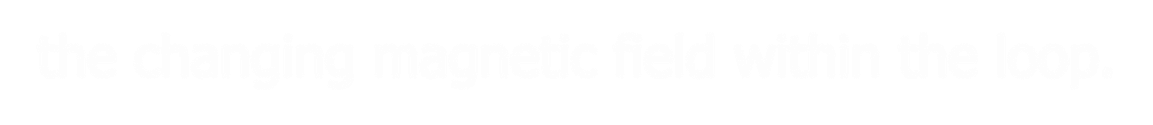 the changing magnetic field within the loop.